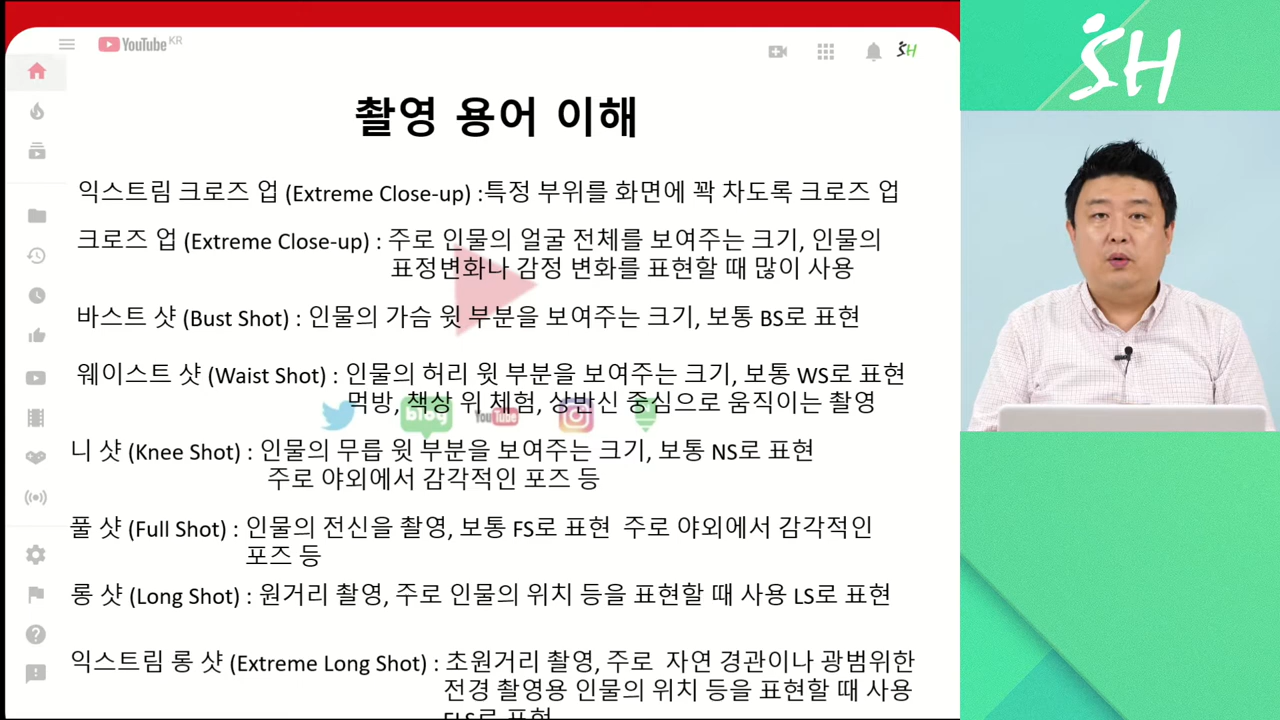 YouTube KR
SH
SH
촬영 용어 이해
익스트림 크로즈 업 (Extreme Close-up) :특정 부위를 화면에 꽉 차도록 크로즈 업
크로즈 업 (Extreme Close-up) : 주로 인물의 얼굴 전체를 보여주는 크기, 인물의
표정변화나 감정 변화를 표현할 때 많이 사용
바스트 샷 (Bust Shot) : 인물의 가슴 윗 부분을 보여주는 크기, 보통 BS로 표현
웨이스트 샷 (Waist Shot) : 인물의 허리 윗 부분을 보여주는 크기, 보통 WS로 표현
먹방, 책상 위 체험, 상반신 중심으로 움직이는 촬영
blog
YouTube
니 샷 (Knee Shot) : 인물의 무릅 윗 부분을 보여주는 크기, 보통 NS로 표현
주로 야외에서 감각적인 포즈 등
풀 샷 (Full Shot) : 인물의 전신을 촬영, 보통 FS로 표현 주로 야외에서 감각적인
포즈 등
롱 샷 (Long Shot) : 원거리 촬영, 주로 인물의 위치 등을 표현할 때 사용 LS로 표현
익스트림 롱 샷 (Extreme Long Shot) : 초원거리 촬영, 주로 자연 경관이나 광범위한
전경 촬영용 인물의 위치 등을 표현할 때 사용
ELS로 표현